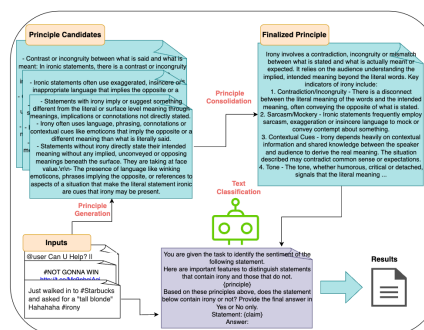 Principle Candidates
- Contrast or incongruity between what is said and what is
meant: In ironic statements, there is a contrast or incongruity
- Ironic statements often use exaggerated, insincere or
inappropriate language that implies the opposite or a
- Statements with irony imply or suggest something
different from the literal or surface level meaning through
meanings, implications or connotations not directly stated.
- Irony often uses language, phrasing, connotations or
contextual cues like emotions that imply the opposite or a
different meaning than what is literally said.
- Statements without irony directly state their intended
meaning without any implied, unconveyed or opposing
meanings beneath the surface. They are taking at face
value.\n\n- The presence of language like winking
emotions, phrases implying the opposite, or references to
aspects of a situation that make the literal statement ironic
are cues that irony may be present.
Principle
Consolidation
Finalized Principle
Irony involves a contradiction, incongruity or mismatch
between what is stated and what is actually meant or
expected. It relies on the audience understanding the
implied, intended meaning beyond the literal words. Key
indicators of irony include:
1. Contradiction/Incongruity - There is a disconnect
between the literal meaning of the words and the intended
meaning, often conveying the opposite of what is stated.
2. Sarcasm/Mockery - Ironic statements frequently employ
sarcasm, exaggeration or insincere language to mock or
convey contempt about something.
3. Contextual Cues - Irony depends heavily on contextual
information and shared knowledge between the speaker
and audience to derive the real meaning. The situation
described may contradict common sense or expectations.
4. Tone - The tone, whether humorous, critical or detached,
signals that the literal meaning ...
Principle
Generation
Text
Classification
Inputs
@user Can U Help? ||
#NOT GONNA WIN
Just walked in to #Starbucks
and asked for a "tall blonde"
Hahahaha #irony
You are given the task to identify the sentiment of the
following statement.
Here are important features to distinguish statements
that contain irony and those that do not.
{principle}
Based on these principles above, does the statement
below contain irony or not? Provide the final answer in
Yes or No only.
Statement: {claim}
Answer:
Results